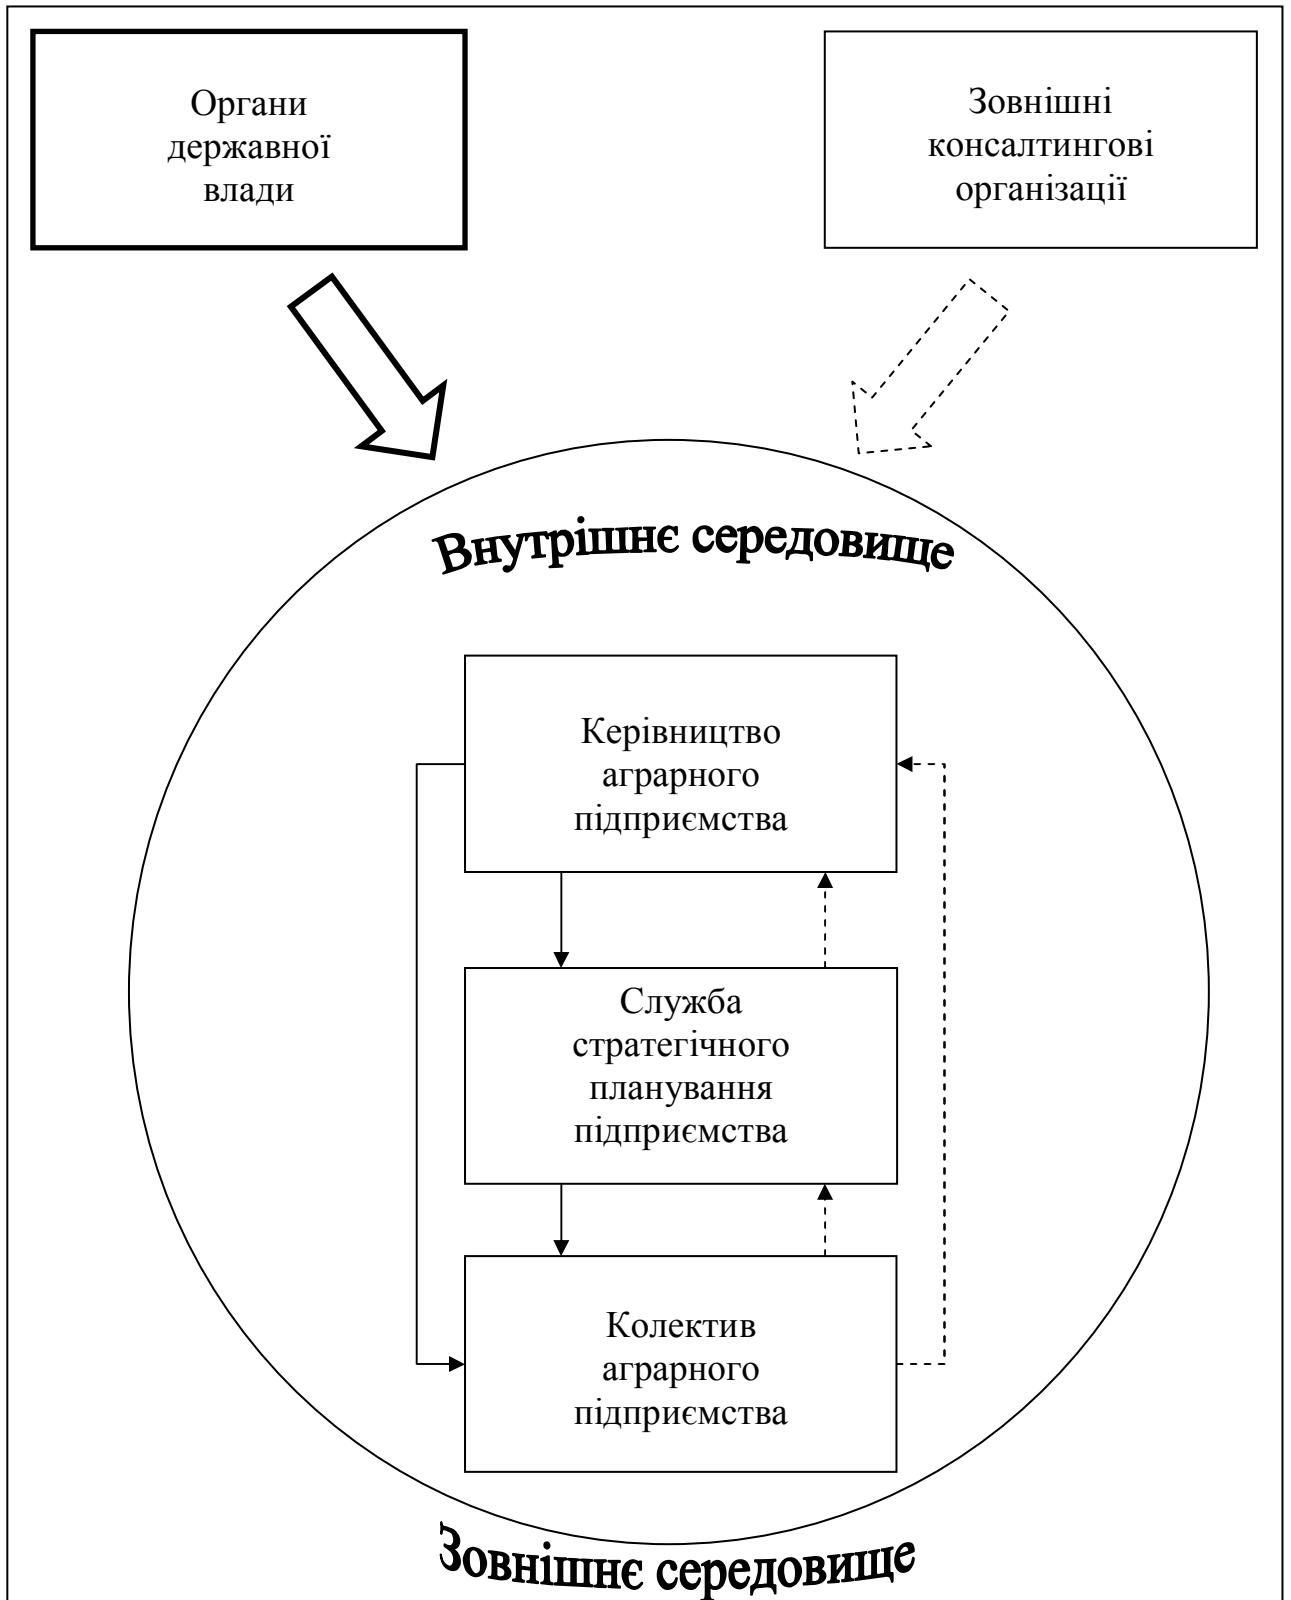 Органи
державної
влади
Зовнішні
консалтингові
організації
Внутрішнє середовище
Керівництво
аграрного
підприємства
Служба
стратегічного
планування
підприємства
Колектив
аграрного
підприємства
Зовнішнє середовище